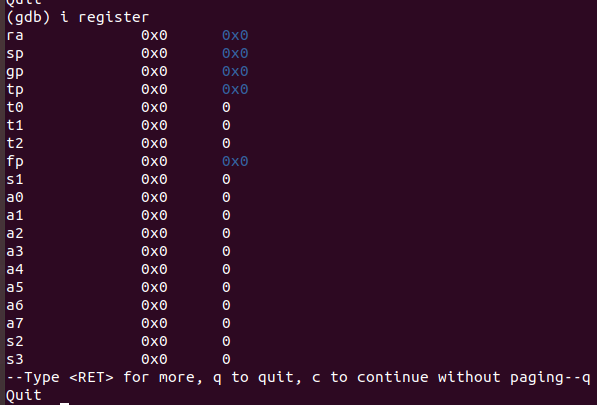 Quit
(gdb) i register
ra 0x0 0x0
sp 0x0 0x0
gp 0x0 0x0
tp 0x0 0x0
t0 0x0 0
t1 0x0 0
t2 0x0 0
fp 0x0 0x0
s1 0x0 0
a0 0x0 0
a1 0x0 0
a2 0x0 0
a3 0x0 0
a4 0x0 0
a5 0x0 0
a6 0x0 0
a7 0x0 0
s2 0x0 0
s3 0x0 0
--Type <RET> for more, q to quit, c to continue without paging--q
Quit